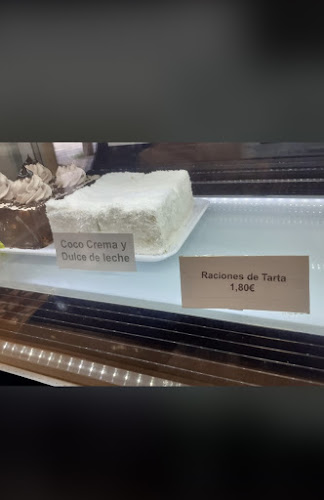 Coco Crema y
Dulce de leche
Raciones de Tarta
1,80€